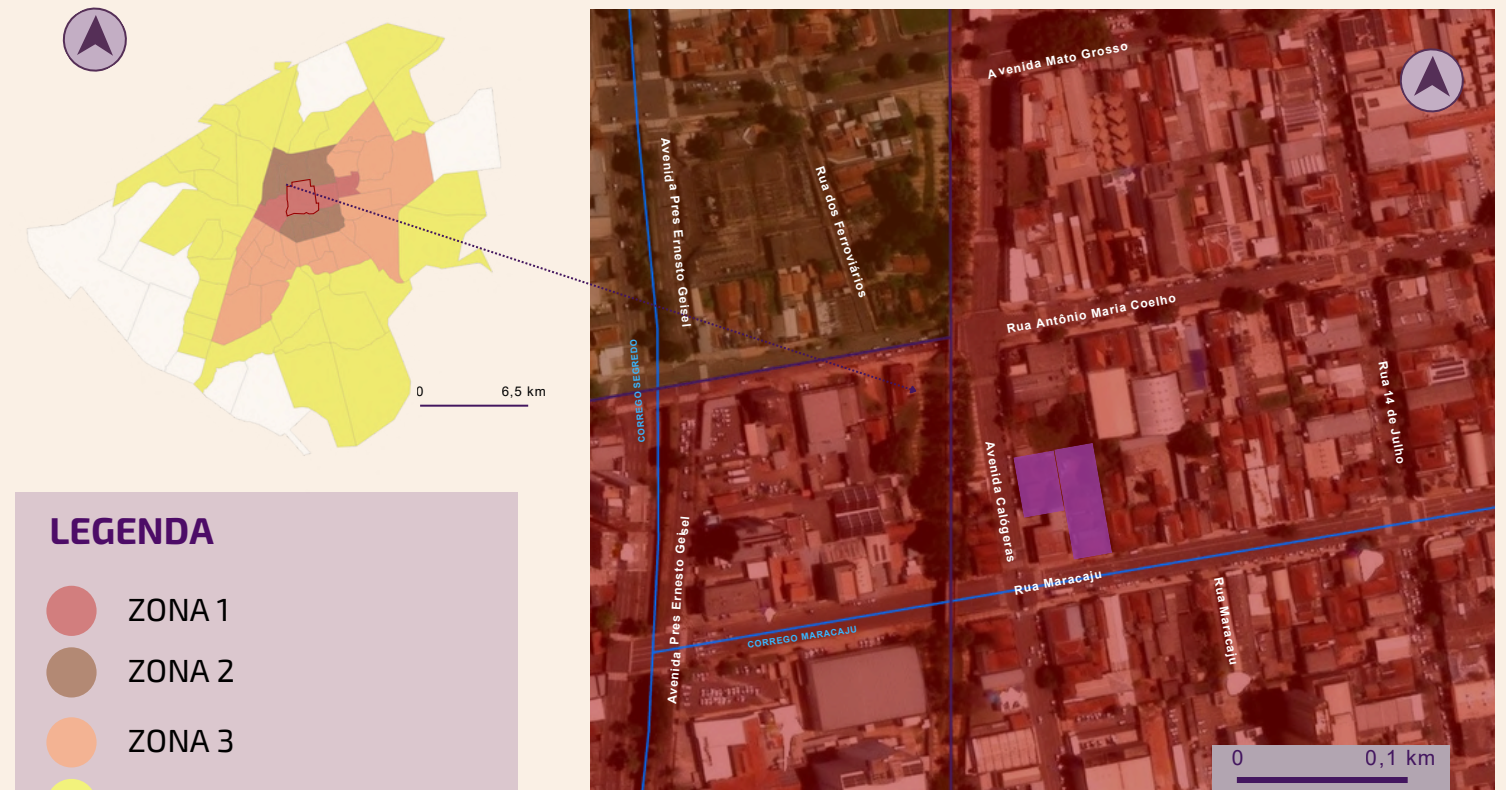 0 6,5 km
LEGENDA
ZONA 1
ZONA 2
ZONA 3
Avenida Mato Grosso
Avenida Pres Ernesto Geisel
Rua dos Ferroviários
Rua Antônio Maria Coelho
CORREGO SEGREDO
Rua 14 de Julho
Avenida Calógeras
Avenida Pres Ernesto Geisel
Rua Maracaju
Rua Maracaju
CORREGO MARACAJU
0 0,1 km